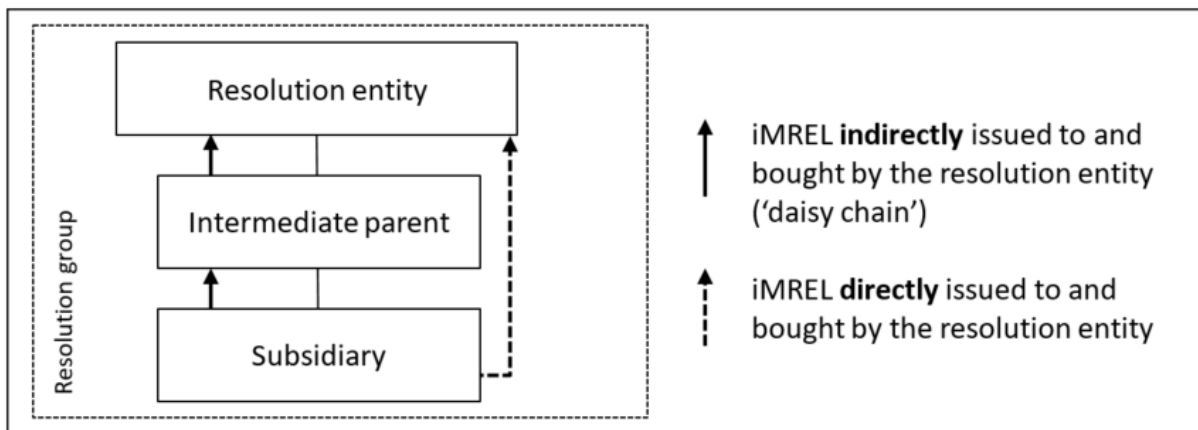 Resolution group
Resolution entity
Intermediate parent
Subsidiary
iMREL indirectly issued to and
bought by the resolution entity
(‘daisy chain’)
iMREL directly issued to and
bought by the resolution entity